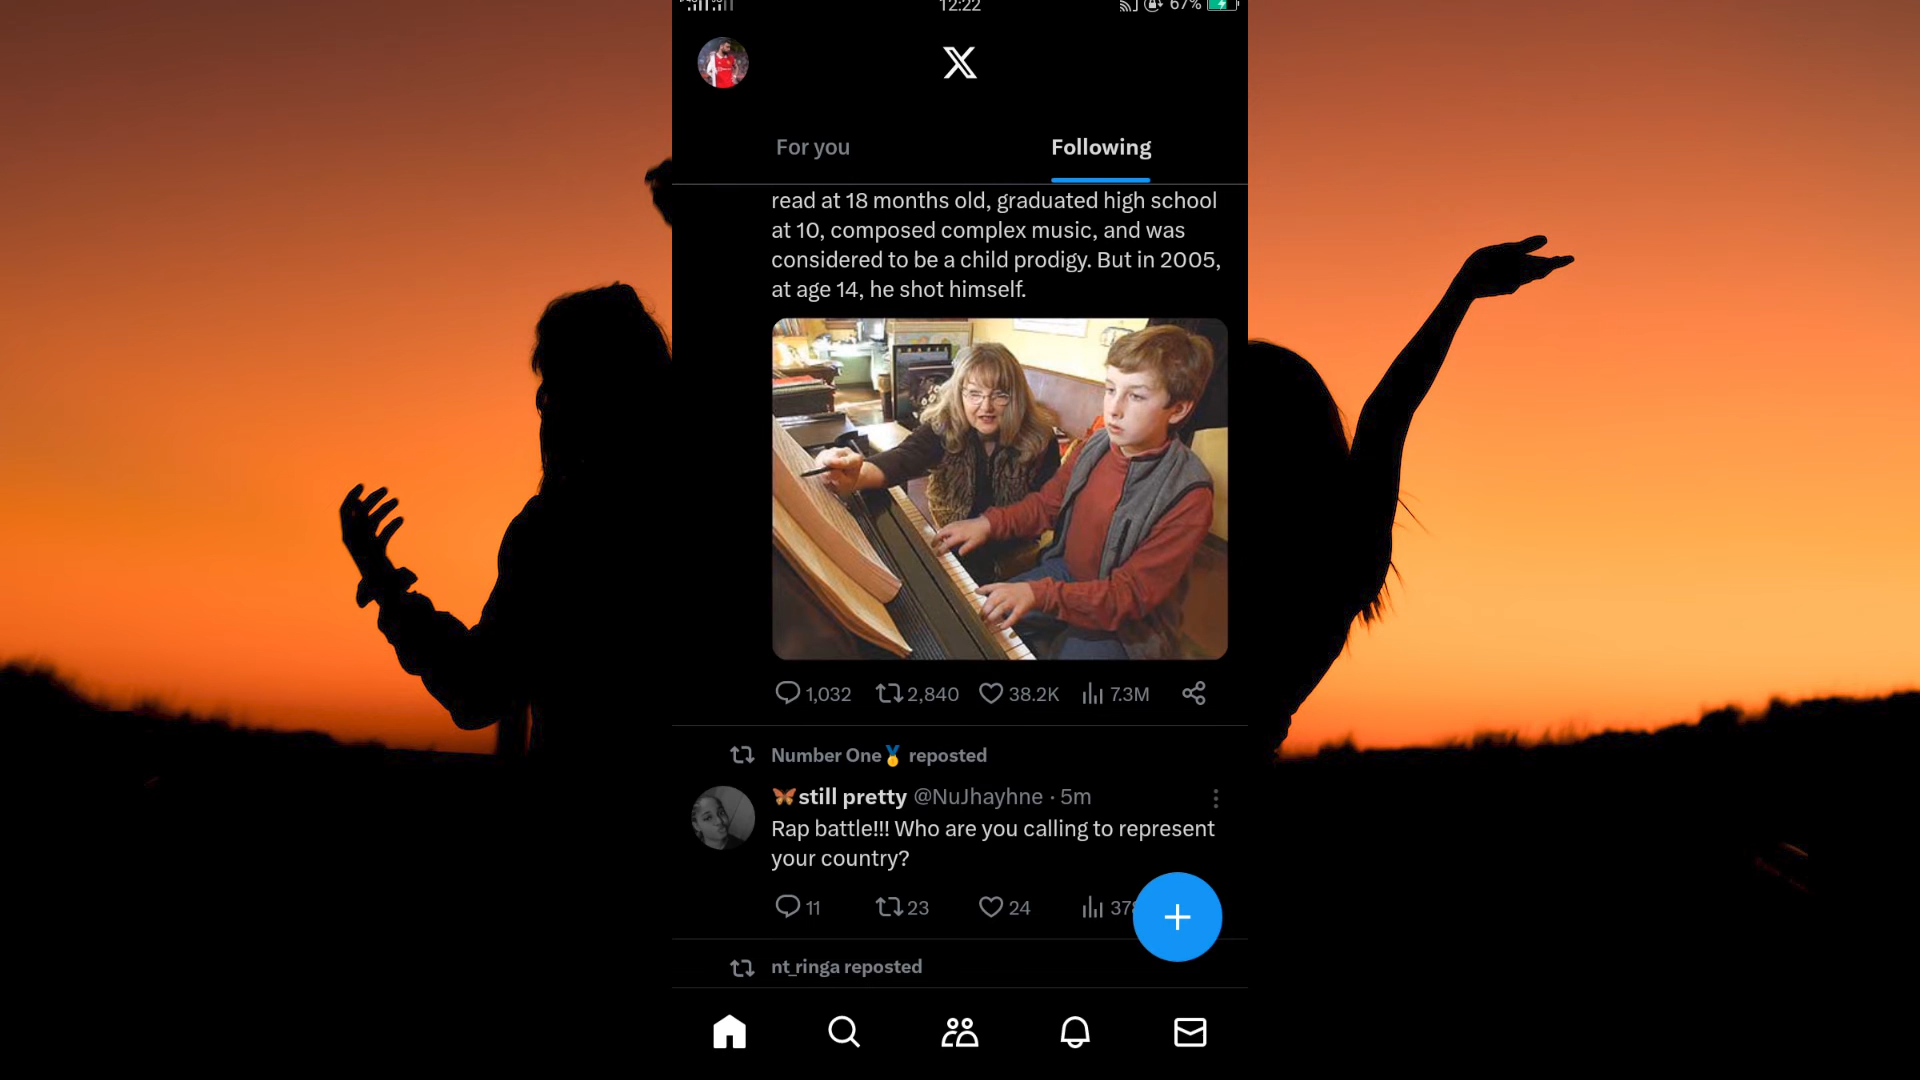 12:22
67%
For you
Following
read at 18 months old, graduated high school
at 10, composed complex music, and was
considered to be a child prodigy. But in 2005,
at age 14, he shot himself.
1,032 2,840 38.2K 7.3M
Number One🏅 reposted
🦋still pretty @NuJhayhne · 5m
Rap battle!!! Who are you calling to represent
your country?
11 23 24
nt_ringa reposted